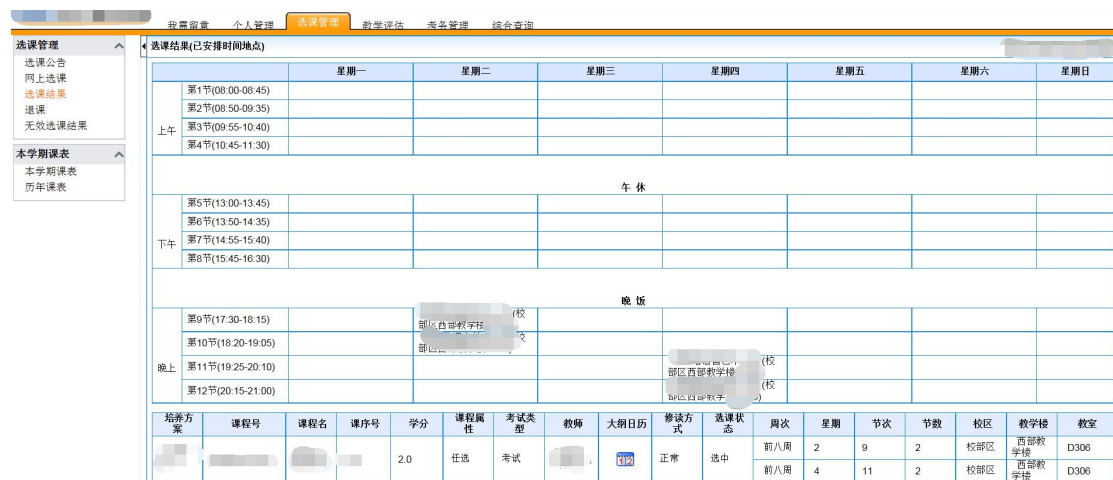 我需留意 个人管理 选课管理 教学评估 考务管理 综合查询
选课管理
选课公告
网上选课
选课结果
退课
无效选课结果
本学期课表
本学期课表
历年课表
选课结果(已安排时间地点)
星期一 星期二 星期三 星期四 星期五 星期六 星期日
上午
第1节(08:00-08:45)
第2节(08:50-09:35)
第3节(09:55-10:40)
第4节(10:45-11:30)
午 休
下午
第5节(13:00-13:45)
第6节(13:50-14:35)
第7节(14:55-15:40)
第8节(15:45-16:30)
晚 饭
晚上
第9节(17:30-18:15)
(校
部区西部教学楼
第10节(18:20-19:05)
校
部区
第11节(19:25-20:10)
(校
部区西部教学楼
第12节(20:15-21:00)
(校
部区西部教学
培养方案 课程号 课程名 课序号 学分 课程属性 考试类型 教师 大纲日历 修读方式 选课状态 周次 星期 节次 节数 校区 教学楼 教室
2.0 任选 考试 正常 选中 前八周 2 9 2 校部区 西部教学楼 D306
前八周 4 11 2 校部区 西部教学楼 D306